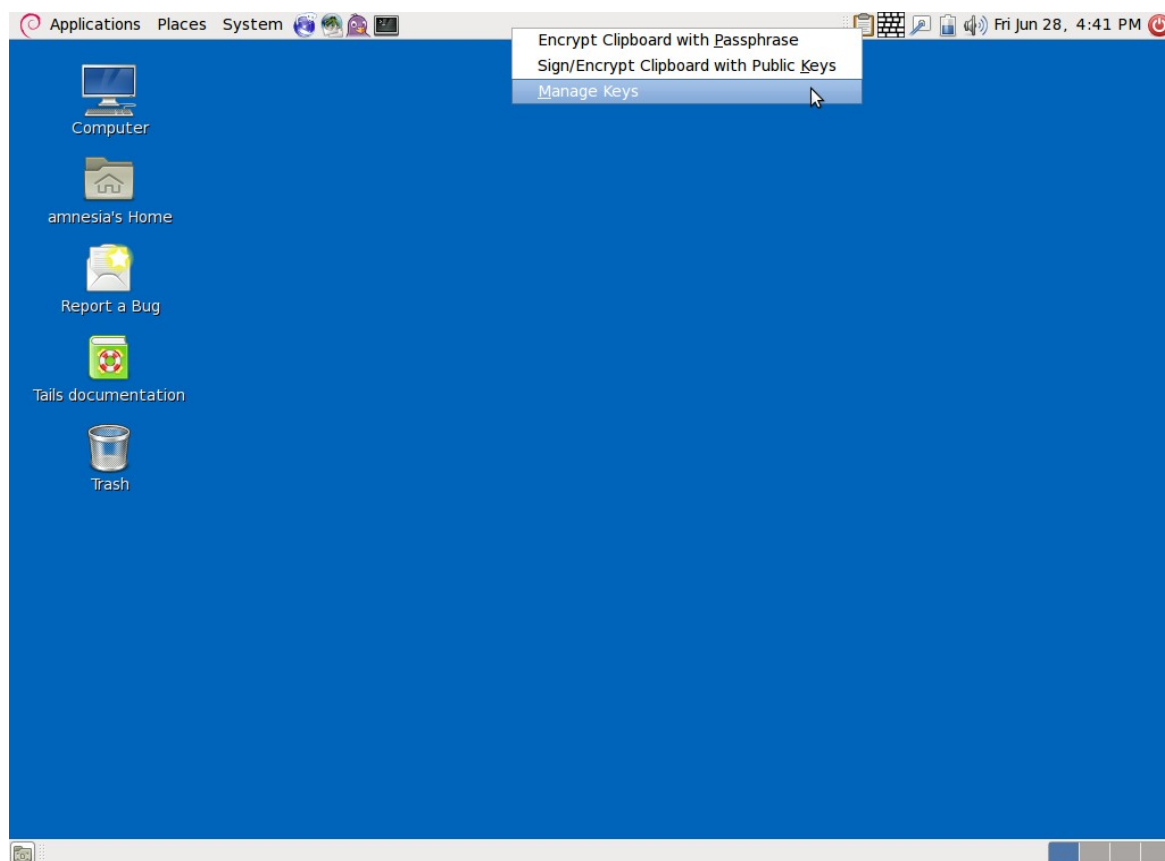 Applications Places System Fri Jun 28, 4:41 PM
Encrypt Clipboard with Passphrase
Sign/Encrypt Clipboard with Public Keys
Manage Keys
Computer
amnesia's Home
Report a Bug
Tails documentation
Trash